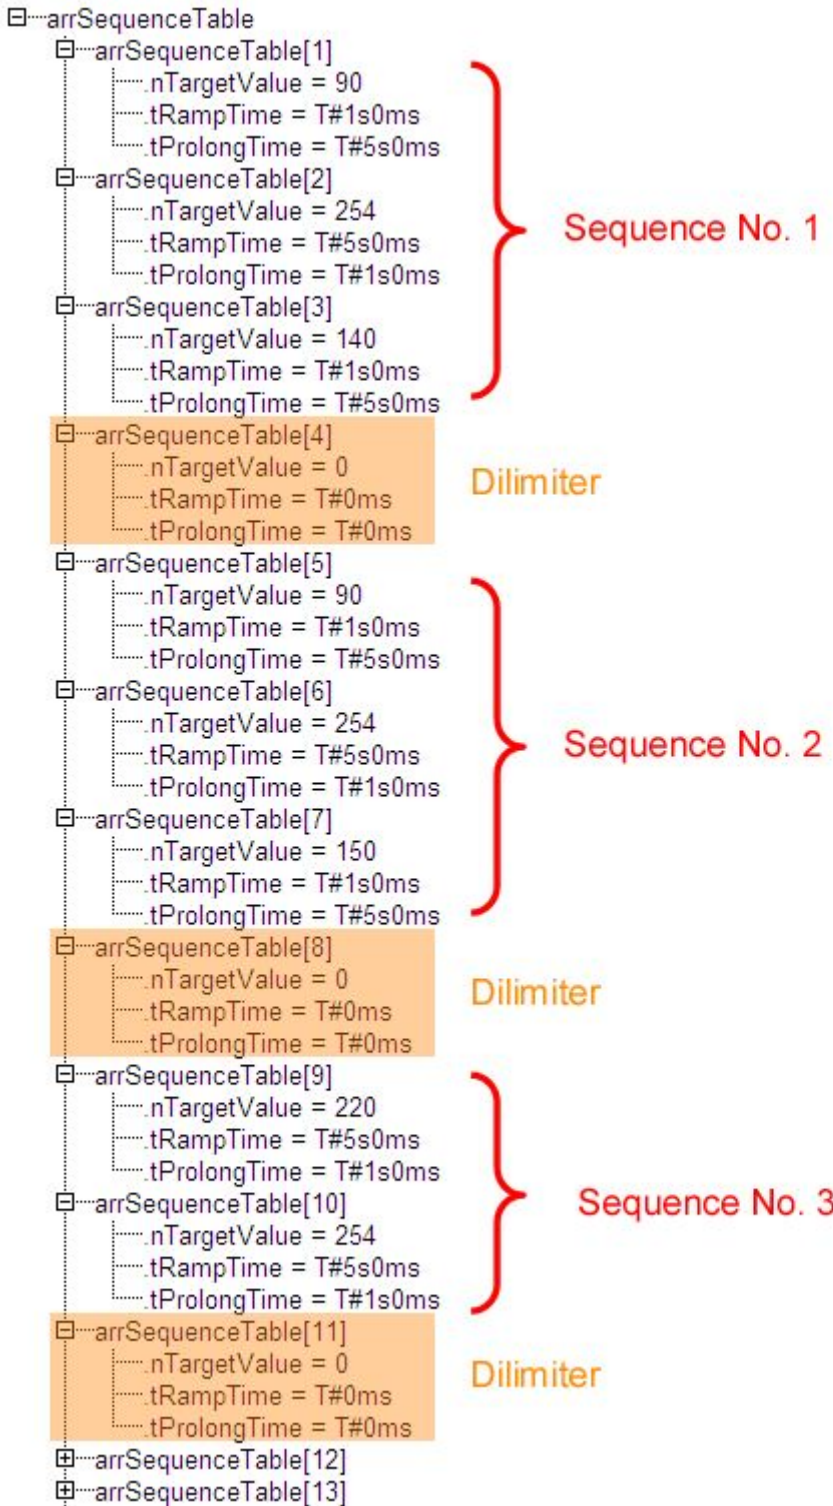 arrSequenceTable
arrSequenceTable[1]
.nTargetValue = 90
.tRampTime = T#1s0ms
.tProlongTime = T#5s0ms
arrSequenceTable[2]
.nTargetValue = 254
.tRampTime = T#5s0ms
.tProlongTime = T#1s0ms
arrSequenceTable[3]
.nTargetValue = 140
.tRampTime = T#1s0ms
.tProlongTime = T#5s0ms
Sequence No. 1
arrSequenceTable[4]
.nTargetValue = 0
.tRampTime = T#0ms
.tProlongTime = T#0ms
Dilimiter
arrSequenceTable[5]
.nTargetValue = 90
.tRampTime = T#1s0ms
.tProlongTime = T#5s0ms
arrSequenceTable[6]
.nTargetValue = 254
.tRampTime = T#5s0ms
.tProlongTime = T#1s0ms
arrSequenceTable[7]
.nTargetValue = 150
.tRampTime = T#1s0ms
.tProlongTime = T#5s0ms
Sequence No. 2
arrSequenceTable[8]
.nTargetValue = 0
.tRampTime = T#0ms
.tProlongTime = T#0ms
Dilimiter
arrSequenceTable[9]
.nTargetValue = 220
.tRampTime = T#5s0ms
.tProlongTime = T#1s0ms
arrSequenceTable[10]
.nTargetValue = 254
.tRampTime = T#5s0ms
.tProlongTime = T#1s0ms
Sequence No. 3
arrSequenceTable[11]
.nTargetValue = 0
.tRampTime = T#0ms
.tProlongTime = T#0ms
Dilimiter
arrSequenceTable[12]
arrSequenceTable[13]